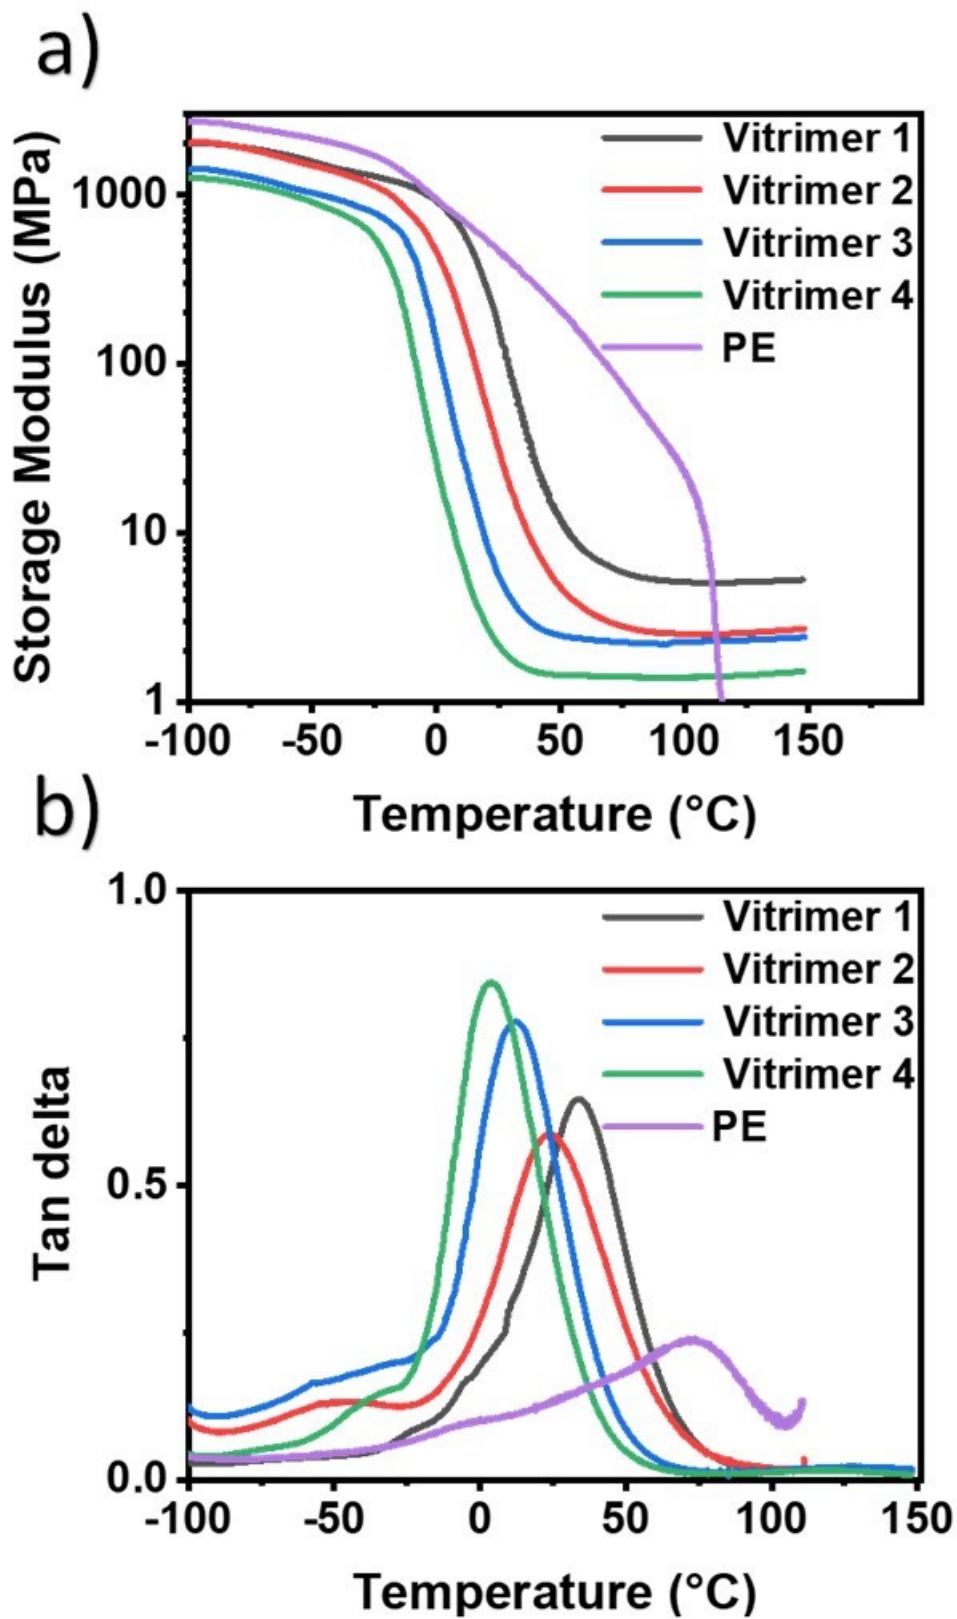 a)
Storage Modulus (MPa)
1000
100
10
1
Vitrimer 1
Vitrimer 2
Vitrimer 3
Vitrimer 4
PE
-100 -50 0 50 100 150
Temperature (°C)
b)
Tan delta
1.0
0.5
0.0
Vitrimer 1
Vitrimer 2
Vitrimer 3
Vitrimer 4
PE
-100 -50 0 50 100 150
Temperature (°C)